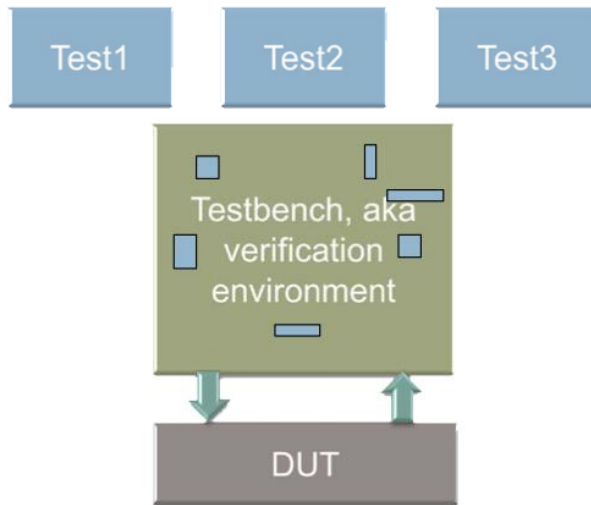 Test1
Test2
Test3
Testbench, aka
verification
environment
DUT